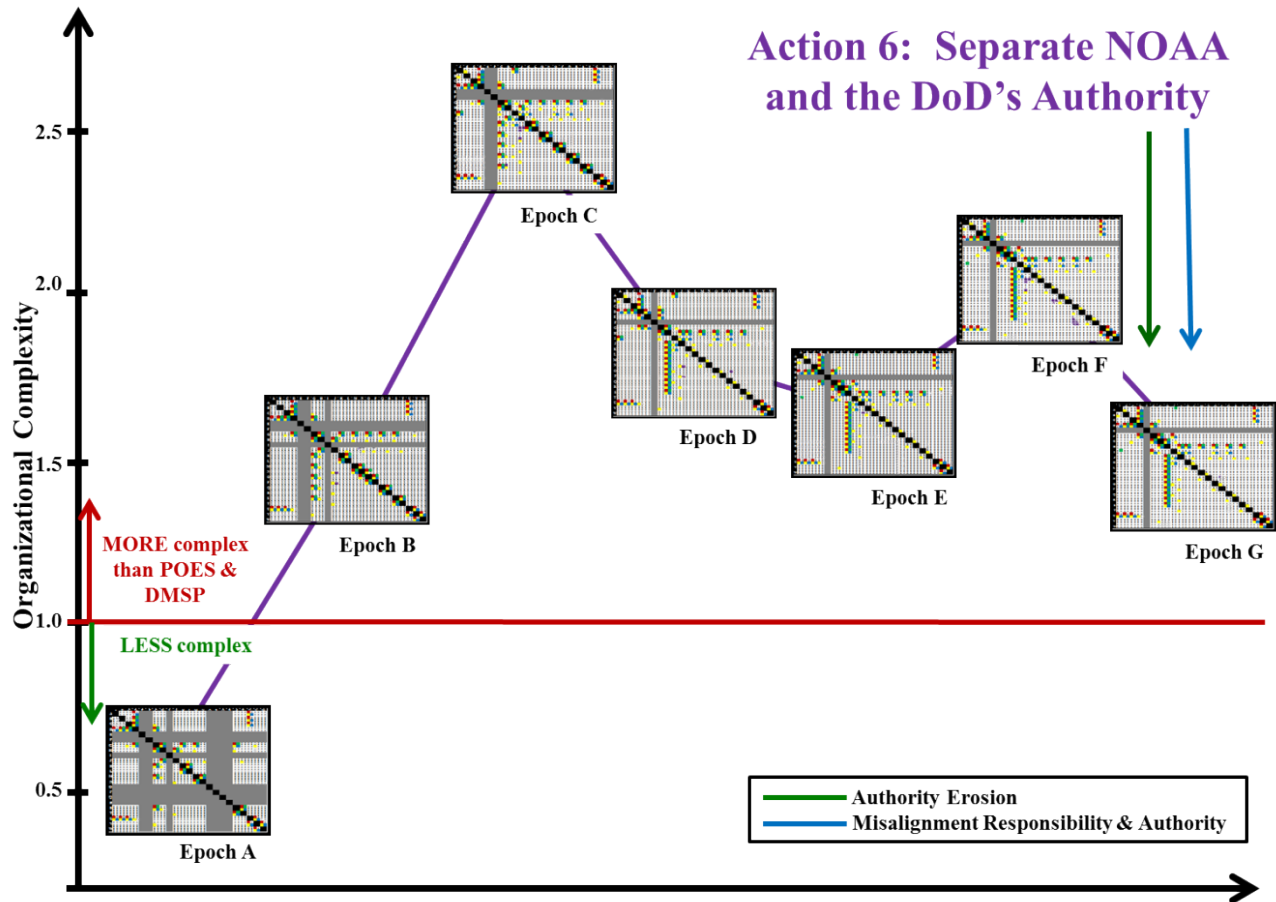 Action 6: Separate NOAA
and the DoD's Authority
Organizational Complexity
2.5
2.0
1.5
1.0
0.5
Epoch C
Epoch F
Epoch D
Epoch E
Epoch B
Epoch G
MORE complex
than POES &
DMSP
LESS complex
Epoch A
Authority Erosion
Misalignment Responsibility & Authority